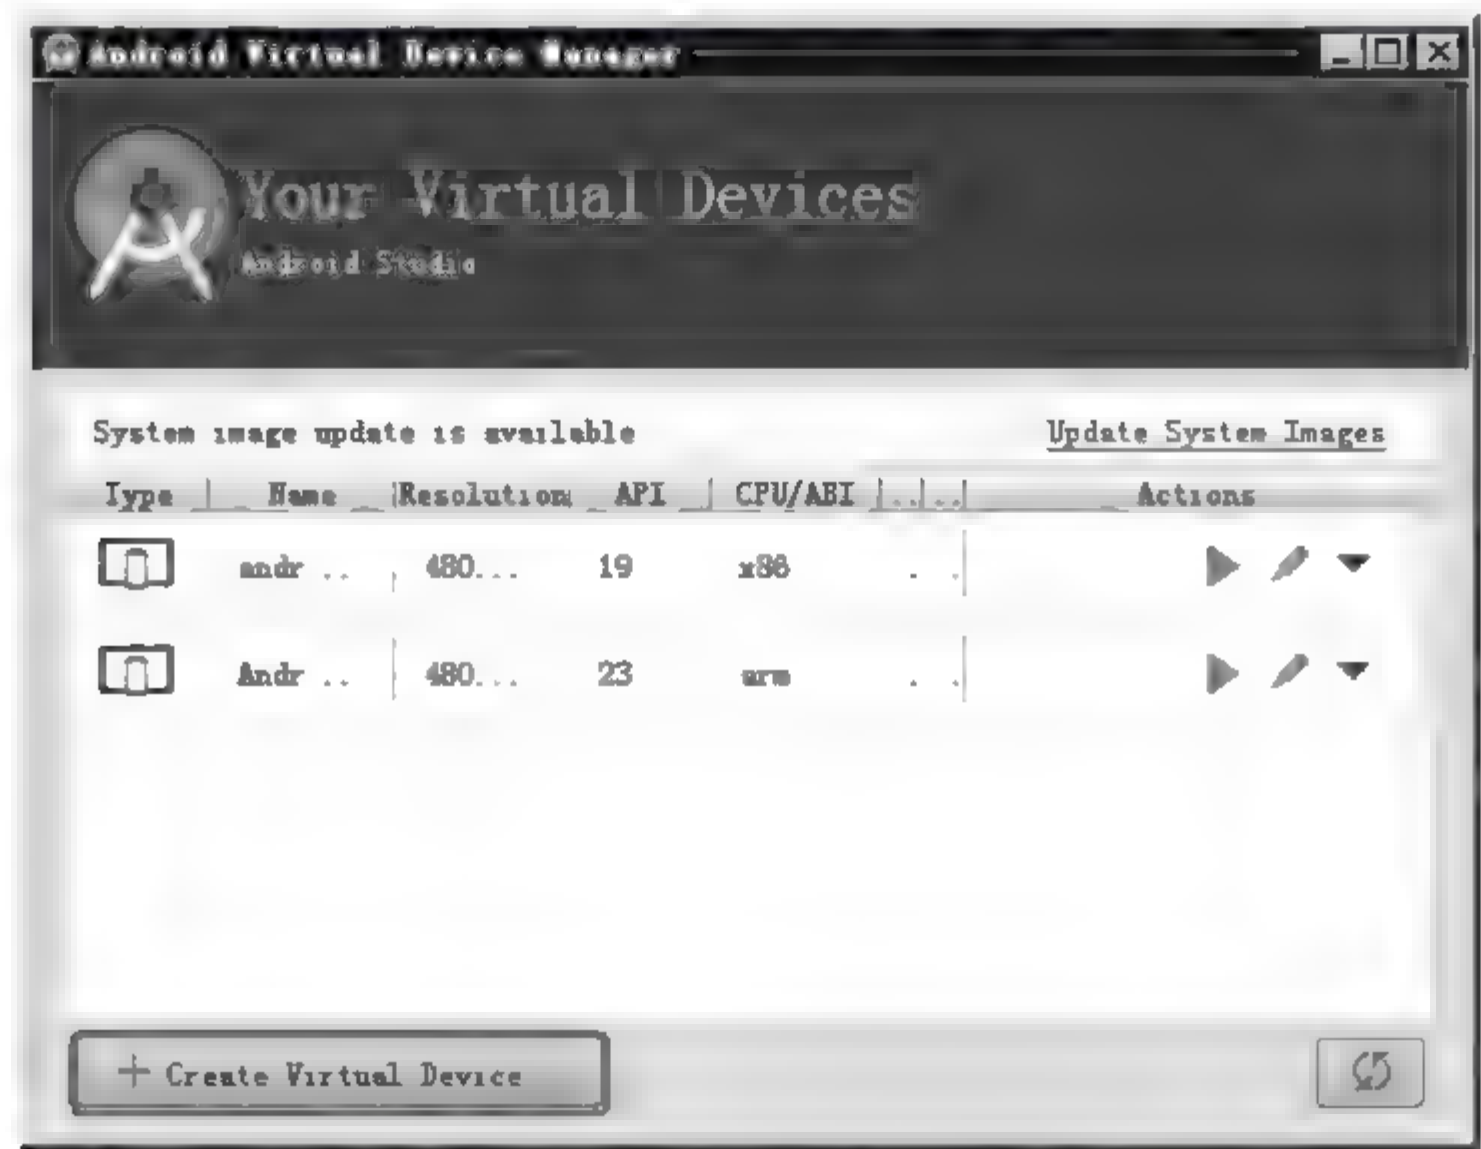 Android Virtual Device Manager
Your Virtual Devices
Android Studio
System image update is available Update System Images
Type Name Resolution API CPU/ABI ... ... Actions
andr... 480... 19 x86 . .
Andr... 480... 23 arm . .
+ Create Virtual Device